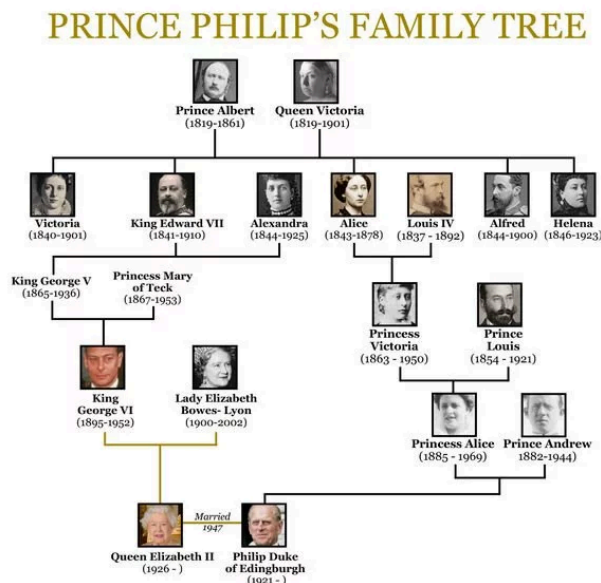 PRINCE PHILIP'S FAMILY TREE
Prince Albert
(1819-1861)
Queen Victoria
(1819-1901)
Victoria
(1840-1901)
King Edward VII
(1841-1910)
Alexandra
(1844-1925)
Alice
(1843-1878)
Louis IV
(1837 - 1892)
Alfred
(1844-1900)
Helena
(1846-1923)
King George V
(1865-1936)
Princess Mary
of Teck
(1867-1953)
Princess
Victoria
(1863 - 1950)
Prince
Louis
(1854 - 1921)
King
George VI
(1895-1952)
Lady Elizabeth
Bowes- Lyon
(1900-2002)
Princess Alice
(1885 - 1969)
Prince Andrew
(1882-1944)
Married
1947
Queen Elizabeth II
(1926 - )
Philip Duke
of Edingburgh
(1921 - )